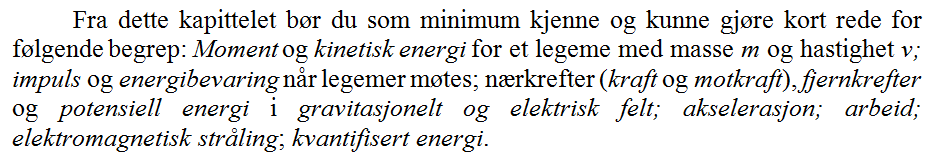 Fra dette kapittelet bør du som minimum kjenne og kunne gjøre kort rede for
følgende begrep: Moment og kinetisk energi for et legeme med masse m og hastighet v;
impuls og energibevaring når legemer møtes; nærkrefter (kraft og motkraft), fjernkrefter
og potensiell energi i gravitasjonelt og elektrisk felt; akselerasjon; arbeid;
elektromagnetisk stråling; kvantifisert energi.